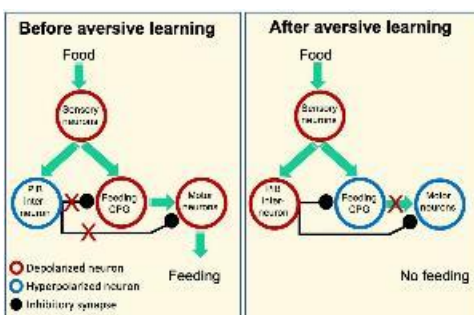 Before aversive learning
Food
Sensory
neurons
PIB
Inter-
neuron
Feeding
CPG
Motor
neurons
Feeding
Depolarized neuron
Hyperpolarized neuron
Inhibitory synapse
After aversive learning
Food
Sensory
neurons
PIB
Inter-
neuron
Feeding
CPG
Motor
neurons
No feeding